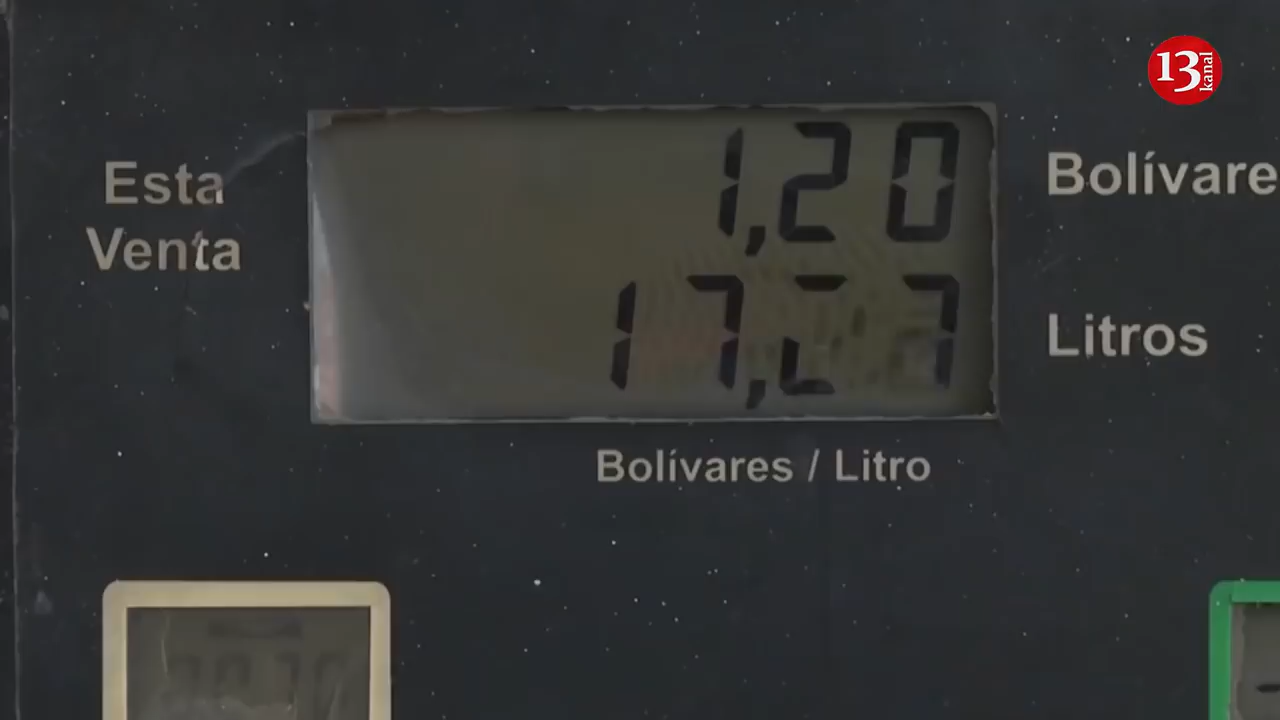 13 kanal
Esta
Venta
1,20
Bolívare
Litros
Bolívares / Litro